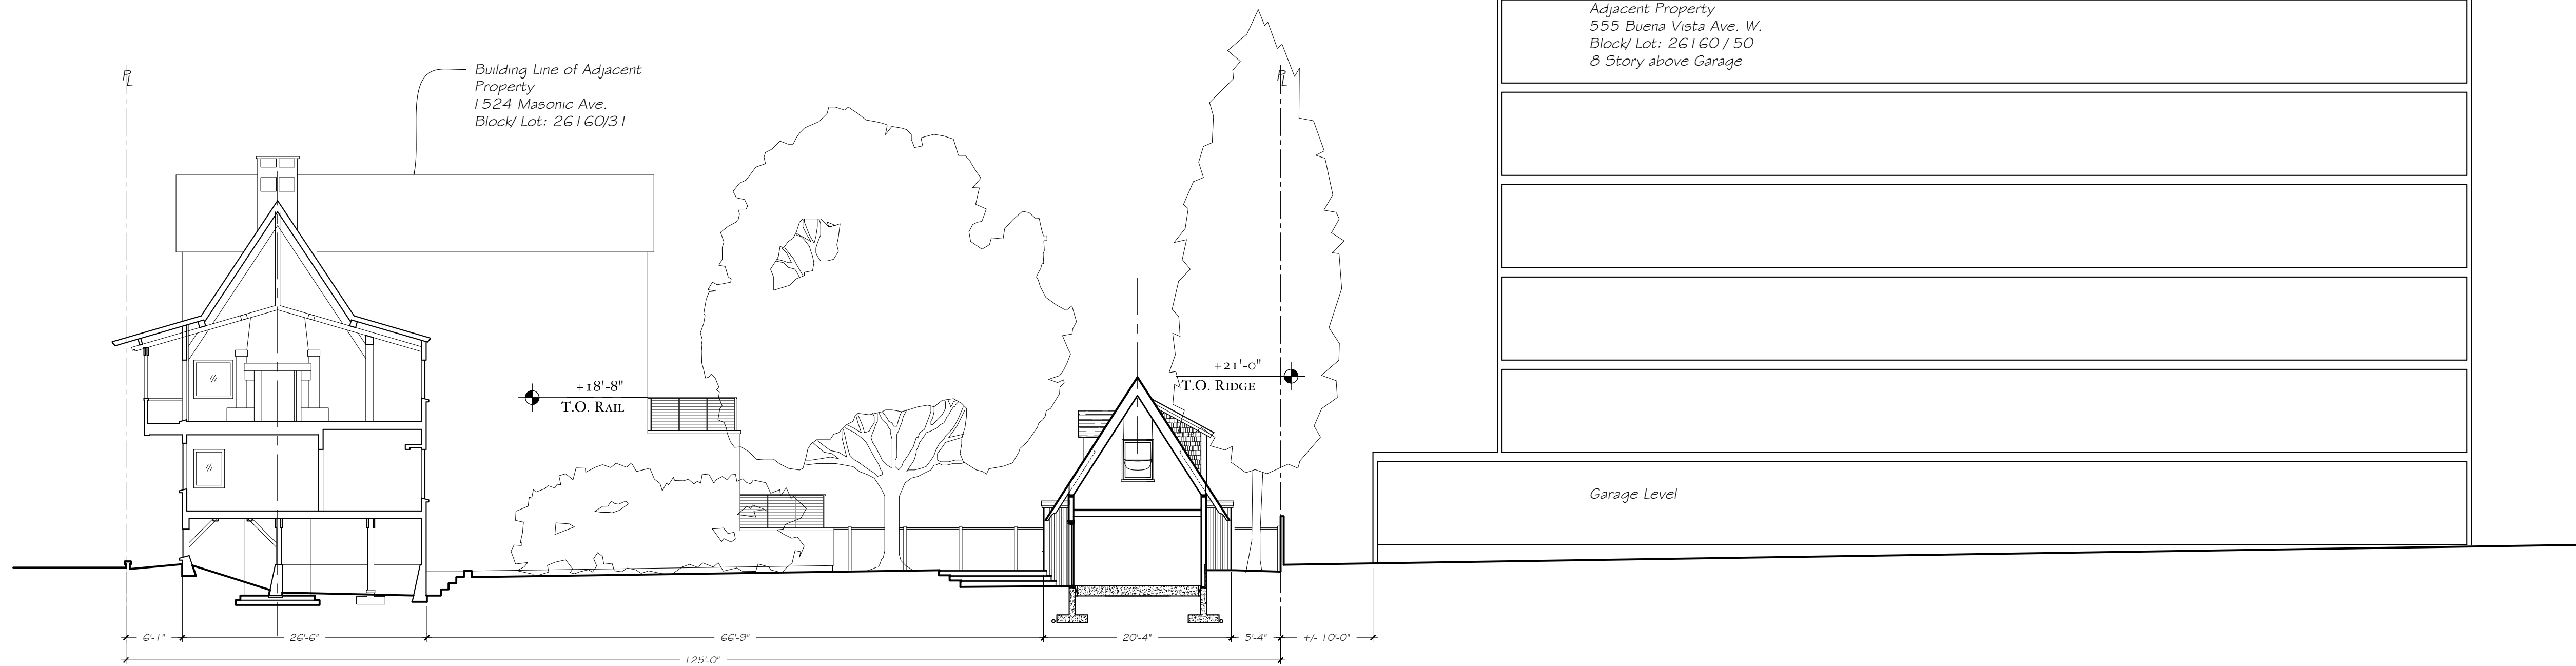 Adjacent Property
555 Buena Vista Ave. W.
Block/ Lot: 26160 / 50
8 Story above Garage
PL
Building Line of Adjacent
Property
1524 Masonic Ave.
Block/ Lot: 26160/31
PL
+18'-8"
T.O. Rail
+21'-0"
T.O. Ridge
Garage Level
6'-1"
26'-6"
66'-9"
20'-4"
5'-4"
+/- 10'-0"
125'-0"